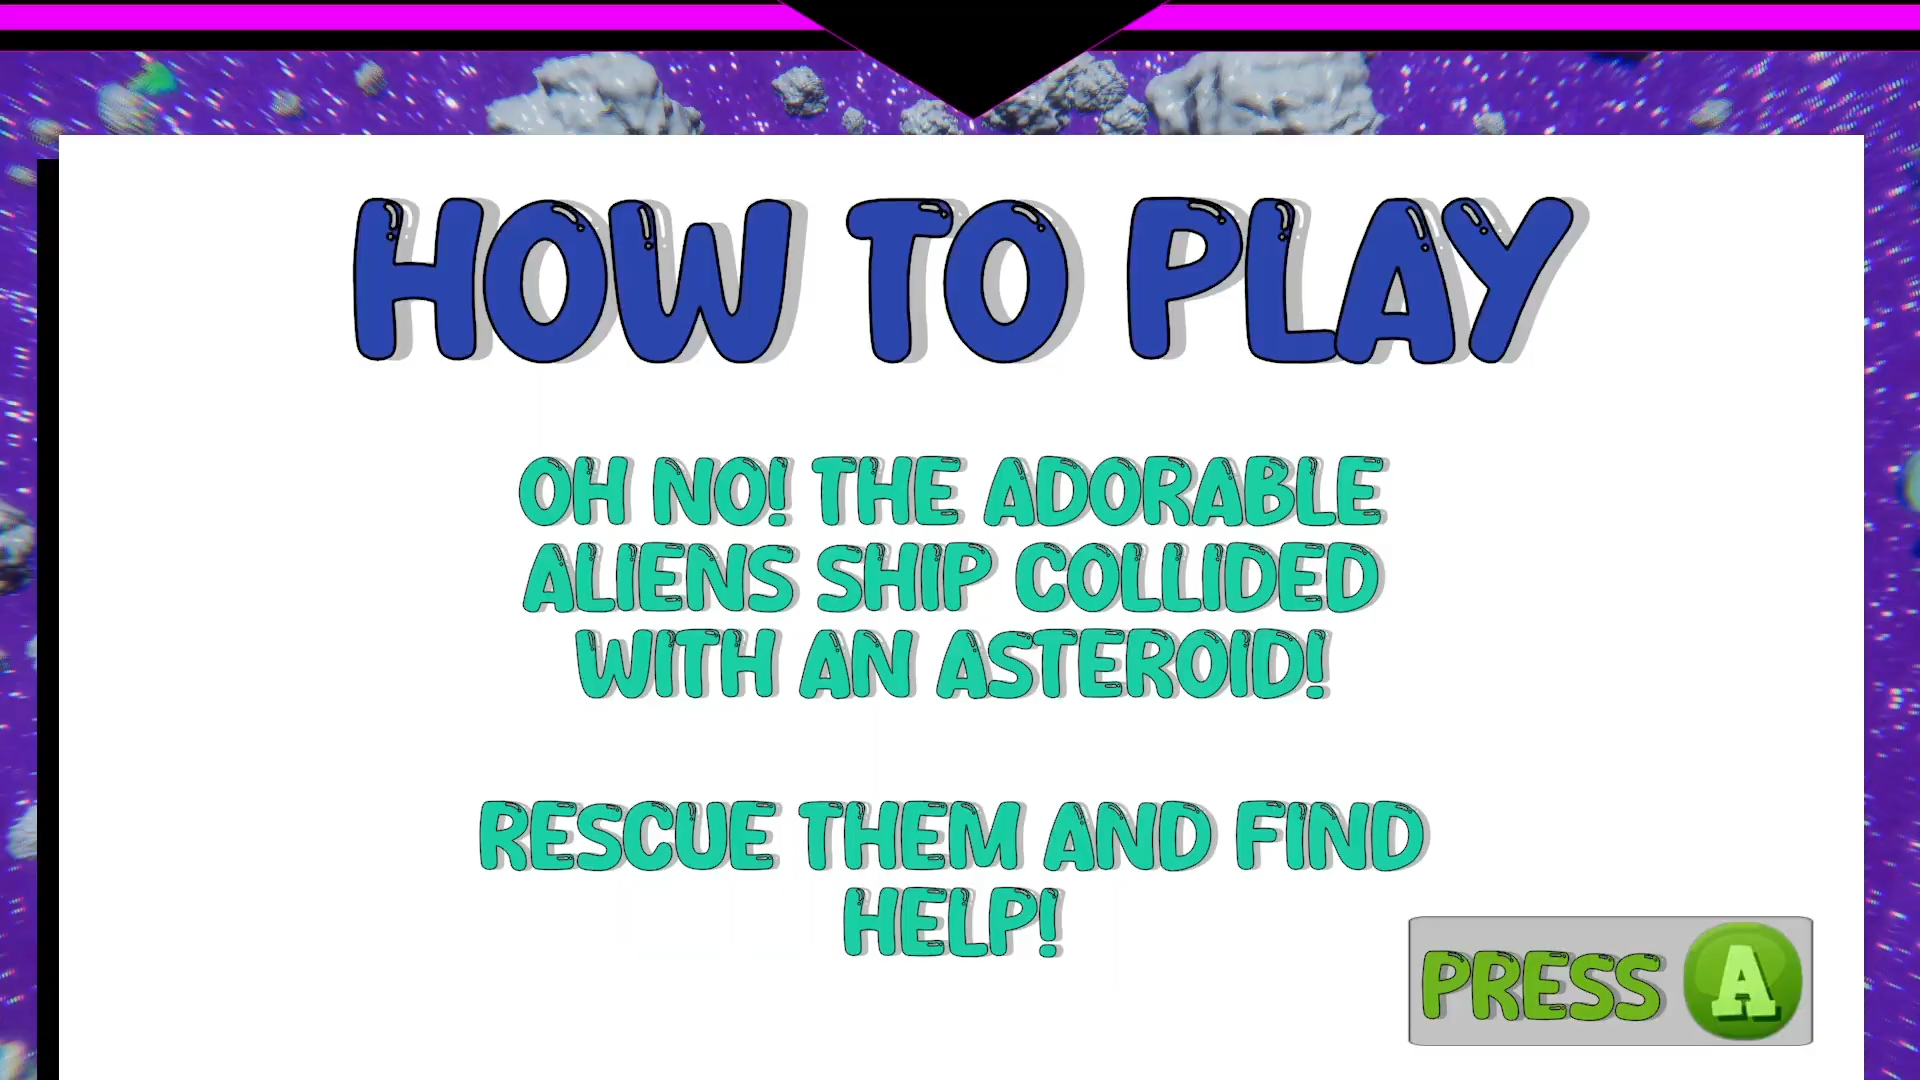 HOW TO PLAY
OH NO! THE ADORABLE
ALIENS SHIP COLLIDED
WITH AN ASTEROID!
RESCUE THEM AND FIND
HELP!
PRESS A